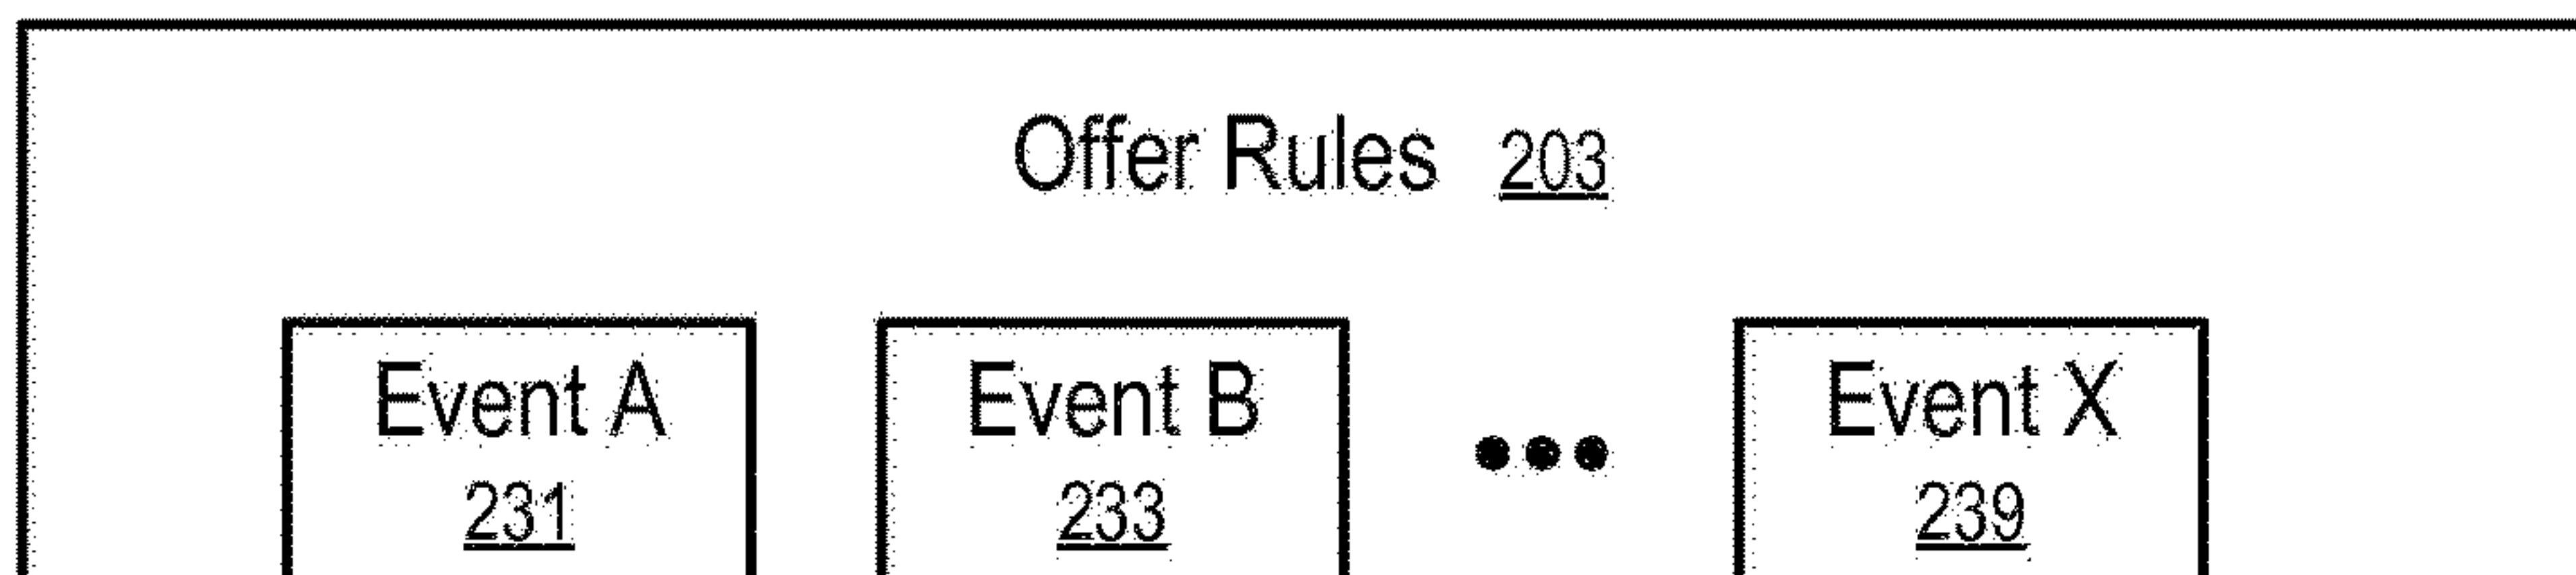 Offer Rules 203
Event A
231
Event B
233
•••
Event X
239